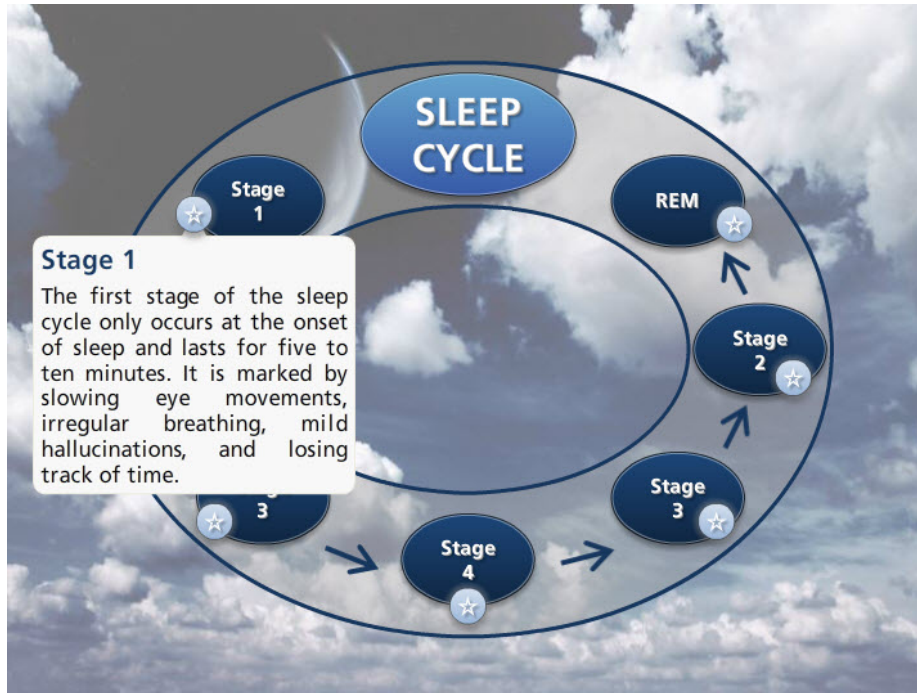 SLEEP
CYCLE
Stage
1
REM
Stage 1
The first stage of the sleep
cycle only occurs at the onset
of sleep and lasts for five to
ten minutes. It is marked by
slowing eye movements,
irregular breathing, mild
hallucinations, and losing
track of time.
Stage
2
3
Stage
4
Stage
3